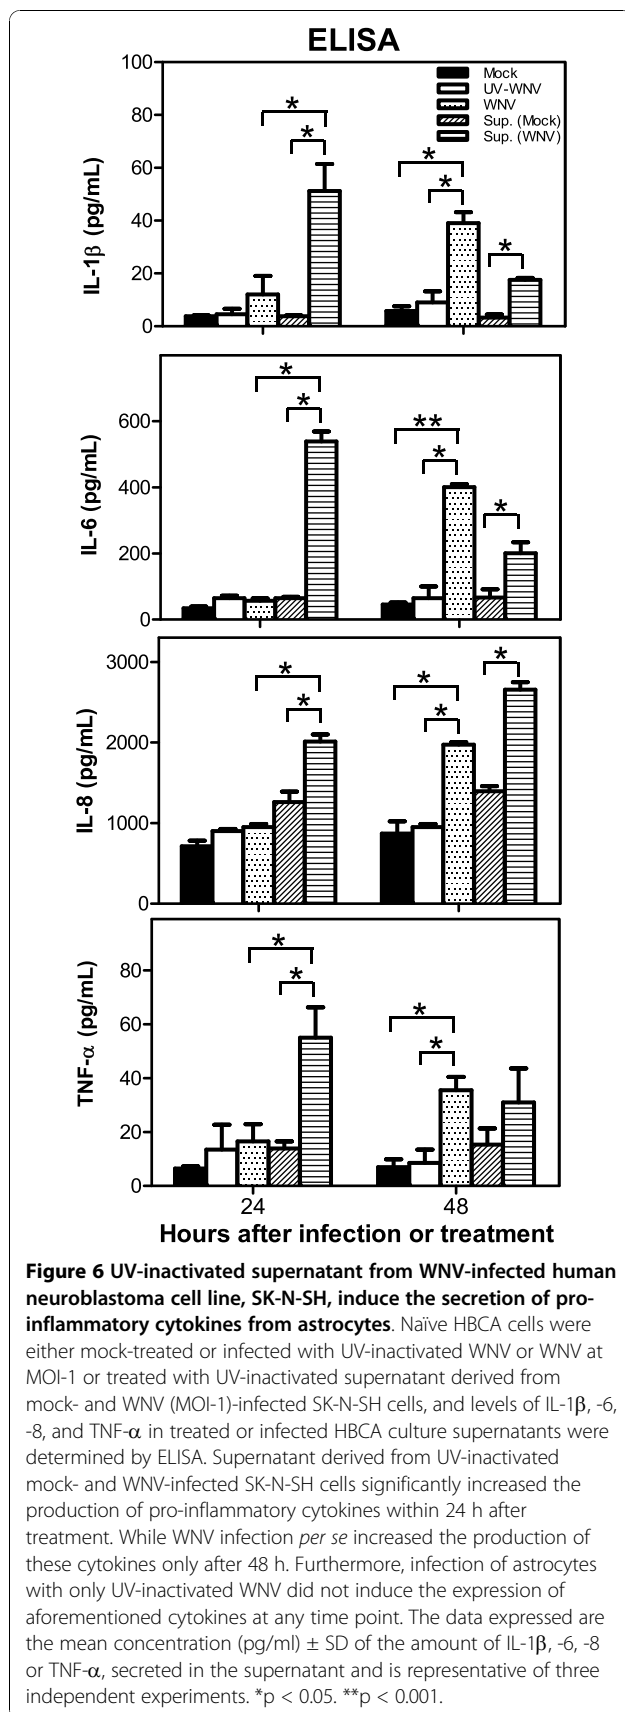 ELISA
100
80
60
40
20
0
IL-1β (pg/mL)
Mock
UV-WNV
WNV
Sup. (Mock)
Sup. (WNV)
*
*
*
*
*
600
400
200
0
IL-6 (pg/mL)
*
*
**
*
*
3000
2000
1000
0
IL-8 (pg/mL)
*
*
*
*
*
80
60
40
20
0
TNF-α (pg/mL)
*
*
*
*
24 48
Hours after infection or treatment
Figure 6 UV-inactivated supernatant from WNV-infected human
neuroblastoma cell line, SK-N-SH, induce the secretion of pro-
inflammatory cytokines from astrocytes. Naïve HBCA cells were
either mock-treated or infected with UV-inactivated WNV or WNV at
MOI-1 or treated with UV-inactivated supernatant derived from
mock- and WNV (MOI-1)-infected SK-N-SH cells, and levels of IL-1β, -6,
-8, and TNF-α in treated or infected HBCA culture supernatants were
determined by ELISA. Supernatant derived from UV-inactivated
mock- and WNV-infected SK-N-SH cells significantly increased the
production of pro-inflammatory cytokines within 24 h after
treatment. While WNV infection per se increased the production of
these cytokines only after 48 h. Furthermore, infection of astrocytes
with only UV-inactivated WNV did not induce the expression of
aforementioned cytokines at any time point. The data expressed are
the mean concentration (pg/ml) ± SD of the amount of IL-1β, -6, -8
or TNF-α, secreted in the supernatant and is representative of three
independent experiments. *p < 0.05. **p < 0.001.